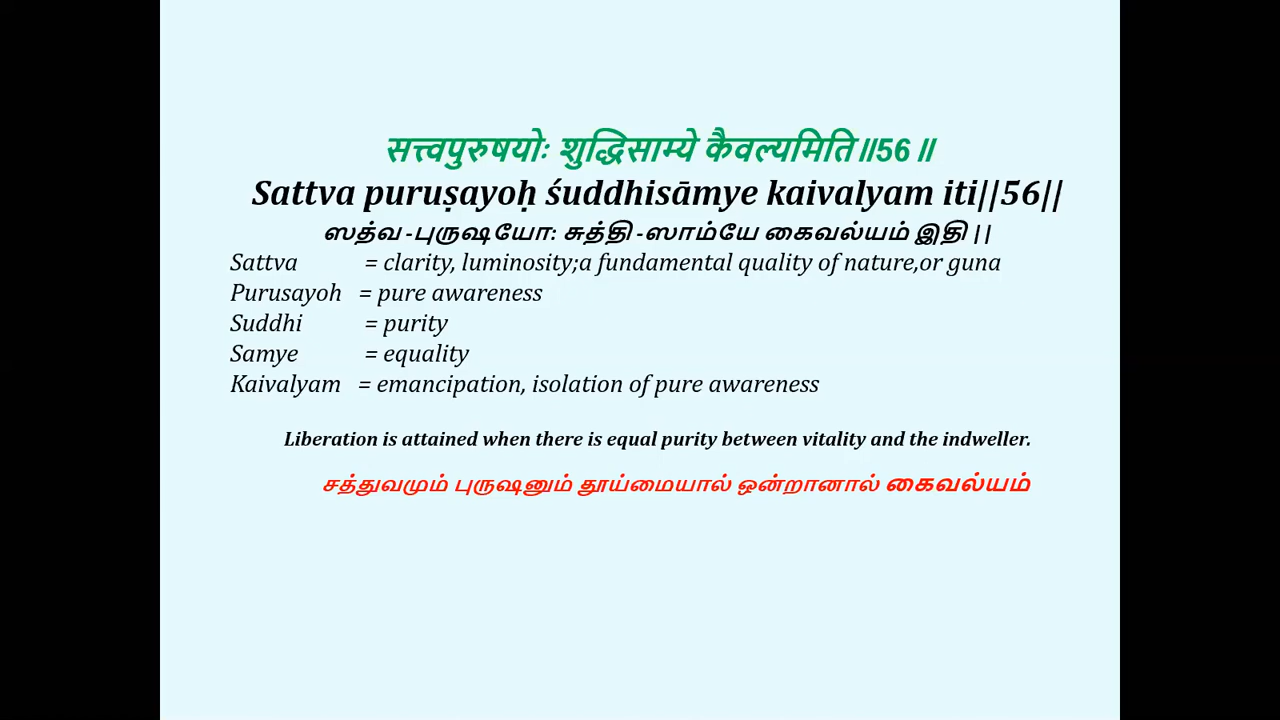 सत्त्वपुरुषयोः शुद्धिसाम्ये कैवल्यमिति॥56॥
Sattva puruṣayoḥ śuddhisāmye kaivalyam iti||56||
ஸத்வ -புருஷயோ: சுத்தி -ஸாம்யே கைவல்யம் இதி ||
Sattva = clarity, luminosity;a fundamental quality of nature,or guna
Purusayoh = pure awareness
Suddhi = purity
Samye = equality
Kaivalyam = emancipation, isolation of pure awareness
Liberation is attained when there is equal purity between vitality and the indweller.
சத்துவமும் புருஷனும் தூய்மையால் ஒன்றானால் கைவல்யம்